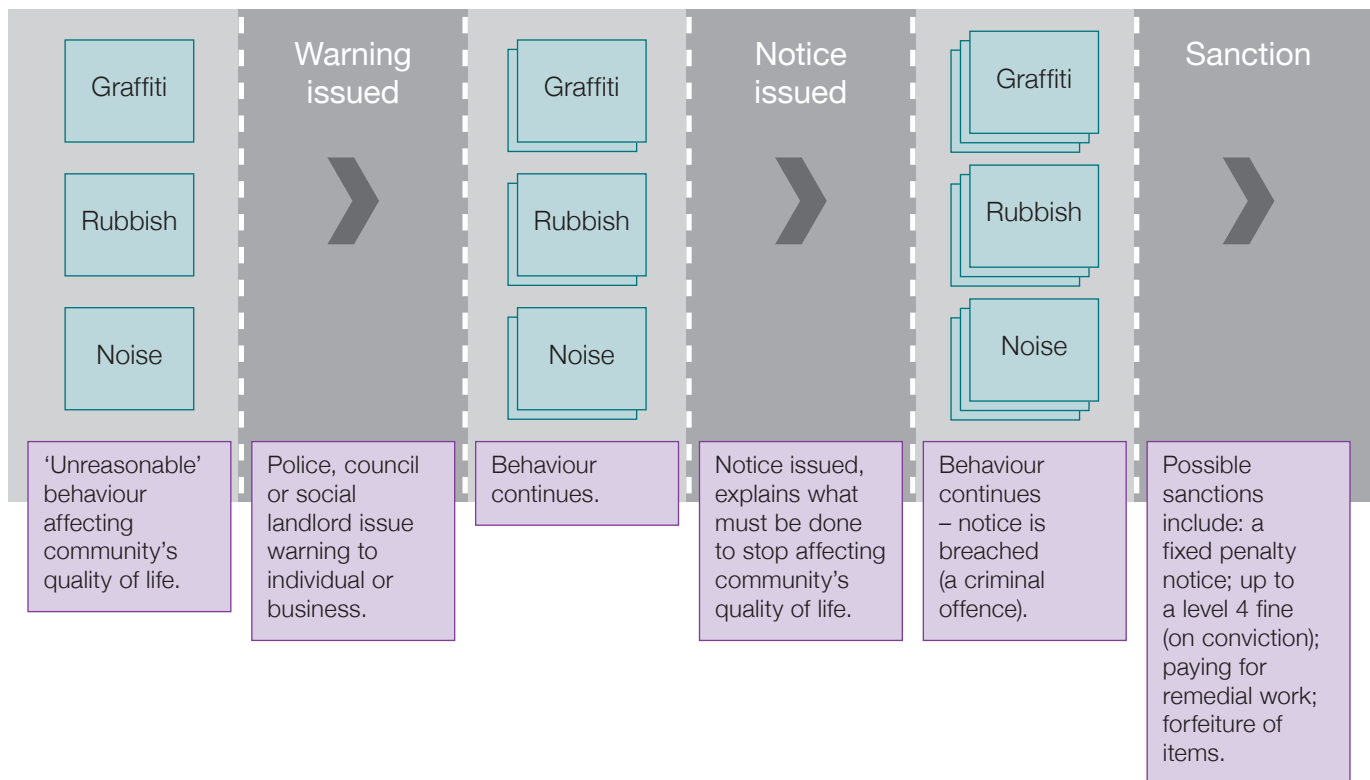 Graffiti
Rubbish
Noise
‘Unreasonable’
behaviour
affecting
community’s
quality of life.
Warning
issued
Police, council
or social
landlord issue
warning to
individual or
business.
Graffiti
Rubbish
Noise
Behaviour
continues.
Notice
issued
Notice issued,
explains what
must be done
to stop affecting
community’s
quality of life.
Graffiti
Rubbish
Noise
Behaviour
continues
– notice is
breached
(a criminal
offence).
Sanction
Possible
sanctions
include: a
fixed penalty
notice; up to
a level 4 fine
(on conviction);
paying for
remedial work;
forfeiture of
items.